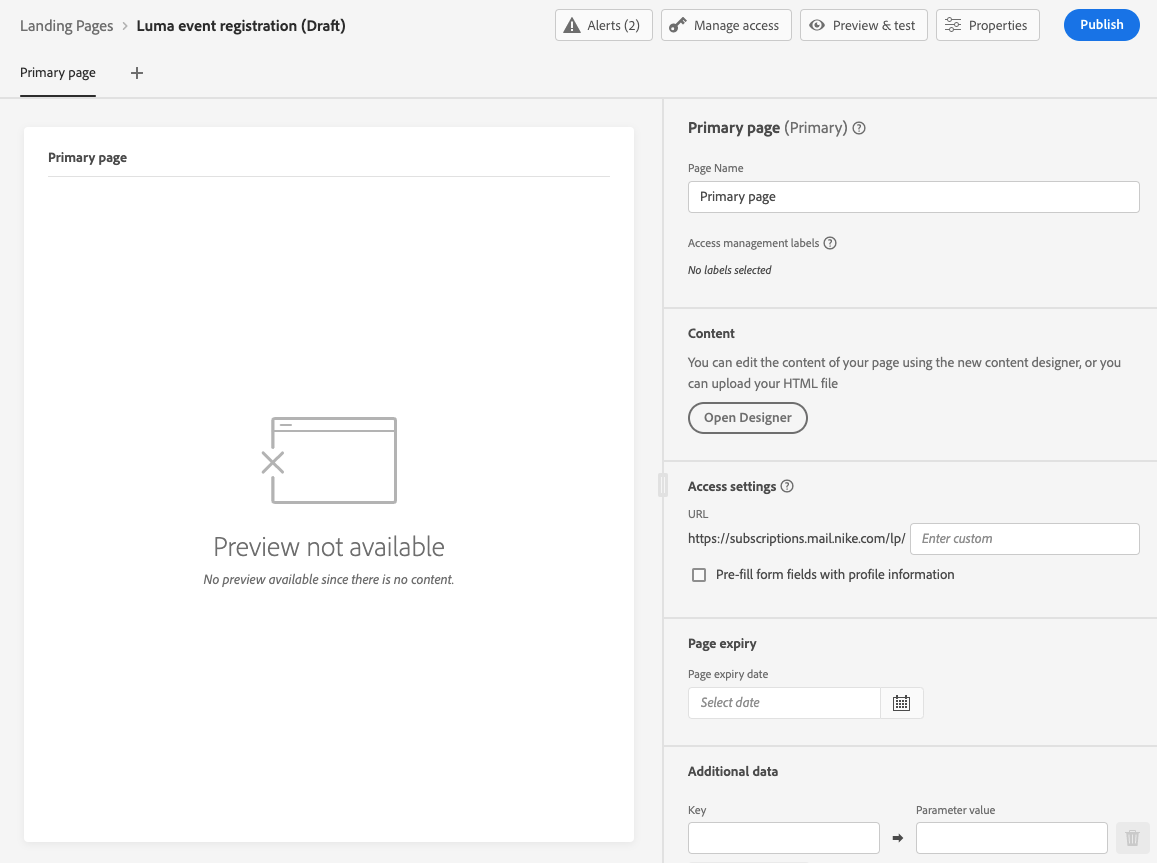 Landing Pages > Luma event registration (Draft)
Alerts (2)
Manage access
Preview & test
Properties
Publish
Primary page
Primary page
Preview not available
No preview available since there is no content.
Primary page (Primary)
Page Name
Primary page
Access management labels
No labels selected
Content
You can edit the content of your page using the new content designer, or you
can upload your HTML file
Open Designer
Access settings
URL
https://subscriptions.mail.nike.com/lp/ Enter custom
Pre-fill form fields with profile information
Page expiry
Page expiry date
Select date
Additional data
Key
Parameter value